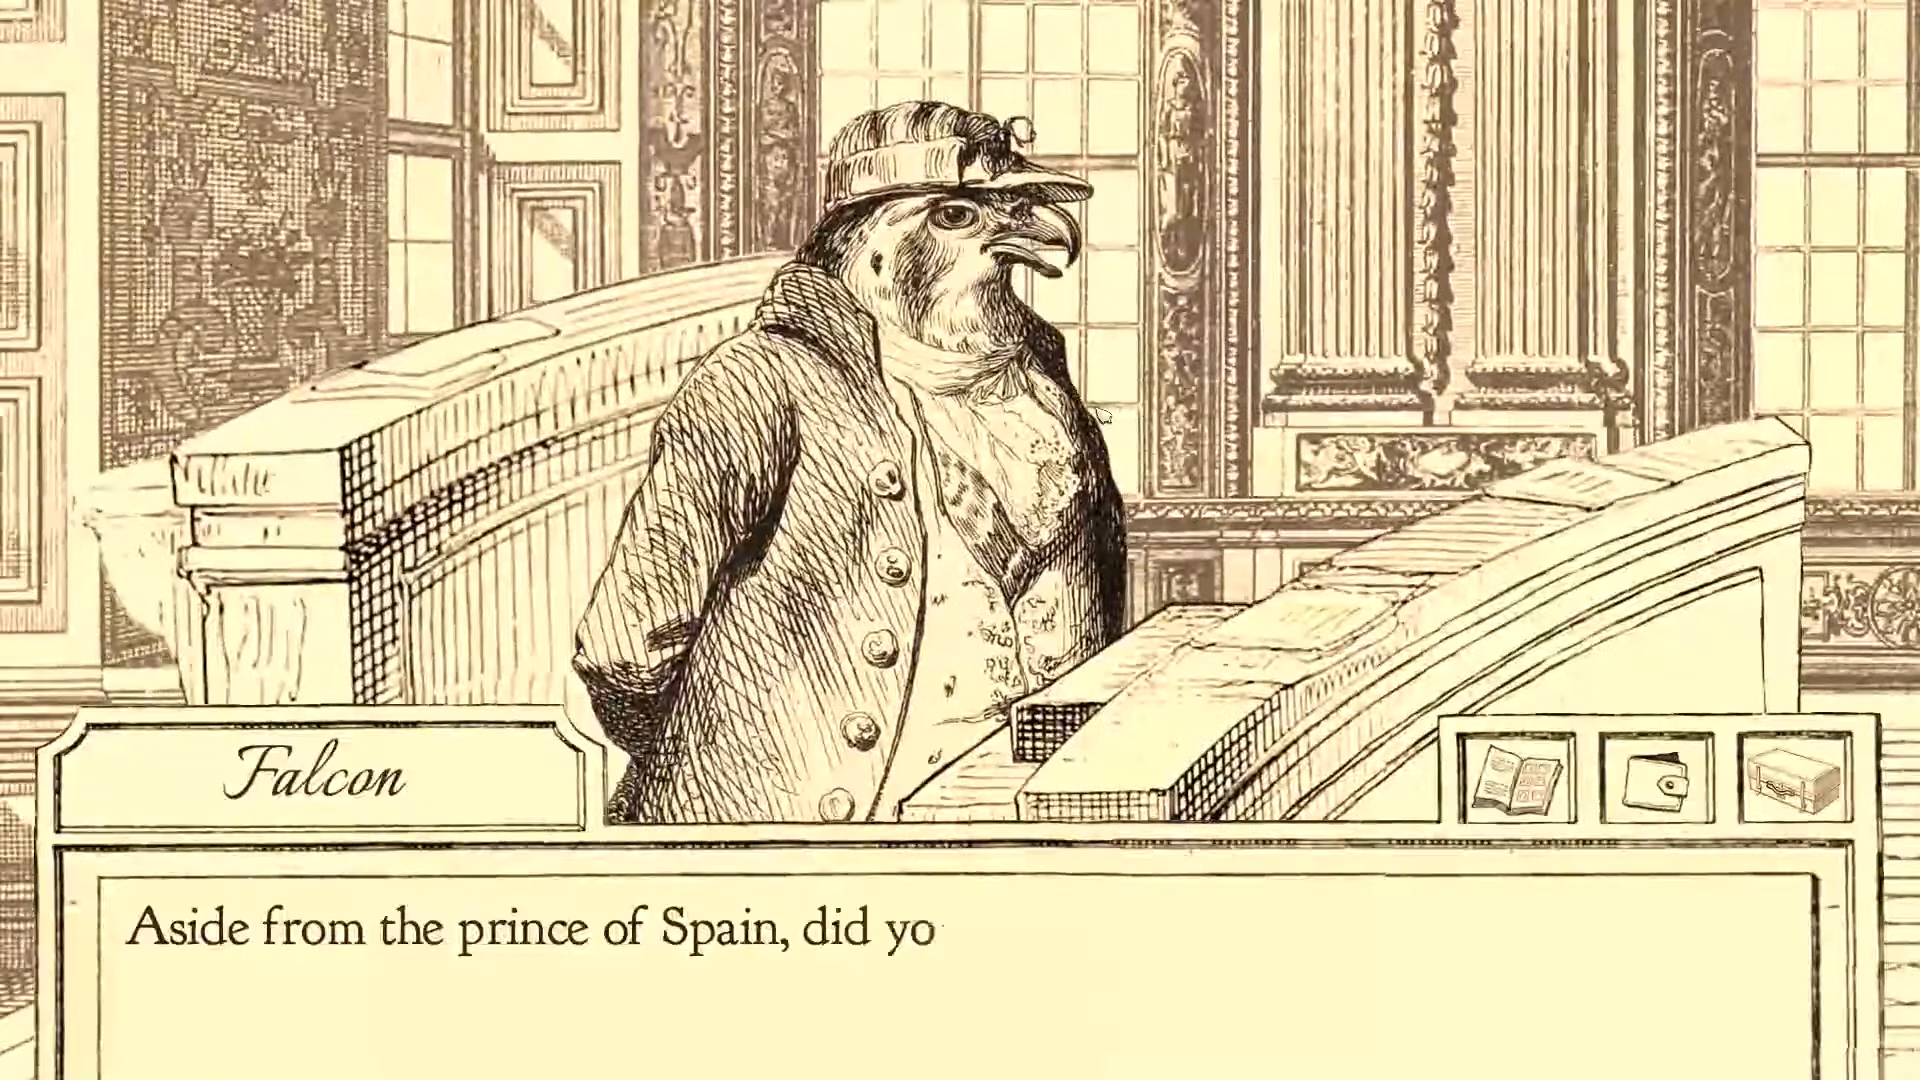 Falcon
Aside from the prince of Spain, did yo